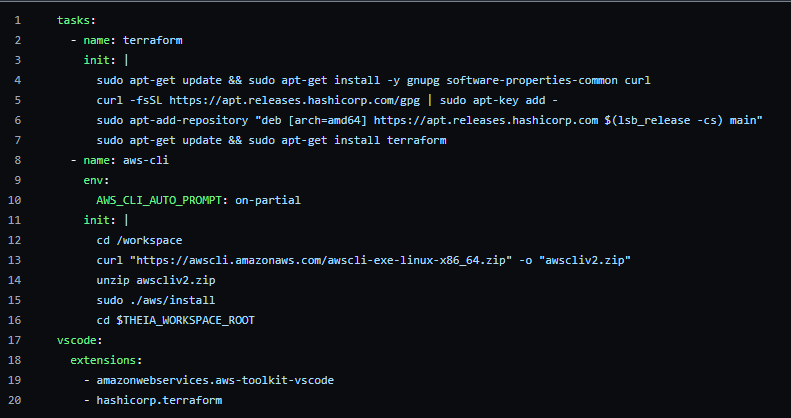 1 tasks:
2   - name: terraform
3     init: |
4       sudo apt-get update && sudo apt-get install -y gnupg software-properties-common curl
5       curl -fsSL https://apt.releases.hashicorp.com/gpg | sudo apt-key add -
6       sudo apt-add-repository "deb [arch=amd64] https://apt.releases.hashicorp.com $(lsb_release -cs) main"
7       sudo apt-get update && sudo apt-get install terraform
8   - name: aws-cli
9     env:
10       AWS_CLI_AUTO_PROMPT: on-partial
11     init: |
12       cd /workspace
13       curl "https://awscli.amazonaws.com/awscli-exe-linux-x86_64.zip" -o "awscliv2.zip"
14       unzip awscliv2.zip
15       sudo ./aws/install
16       cd $THEIA_WORKSPACE_ROOT
17 vscode:
18   extensions:
19     - amazonwebservices.aws-toolkit-vscode
20     - hashicorp.terraform